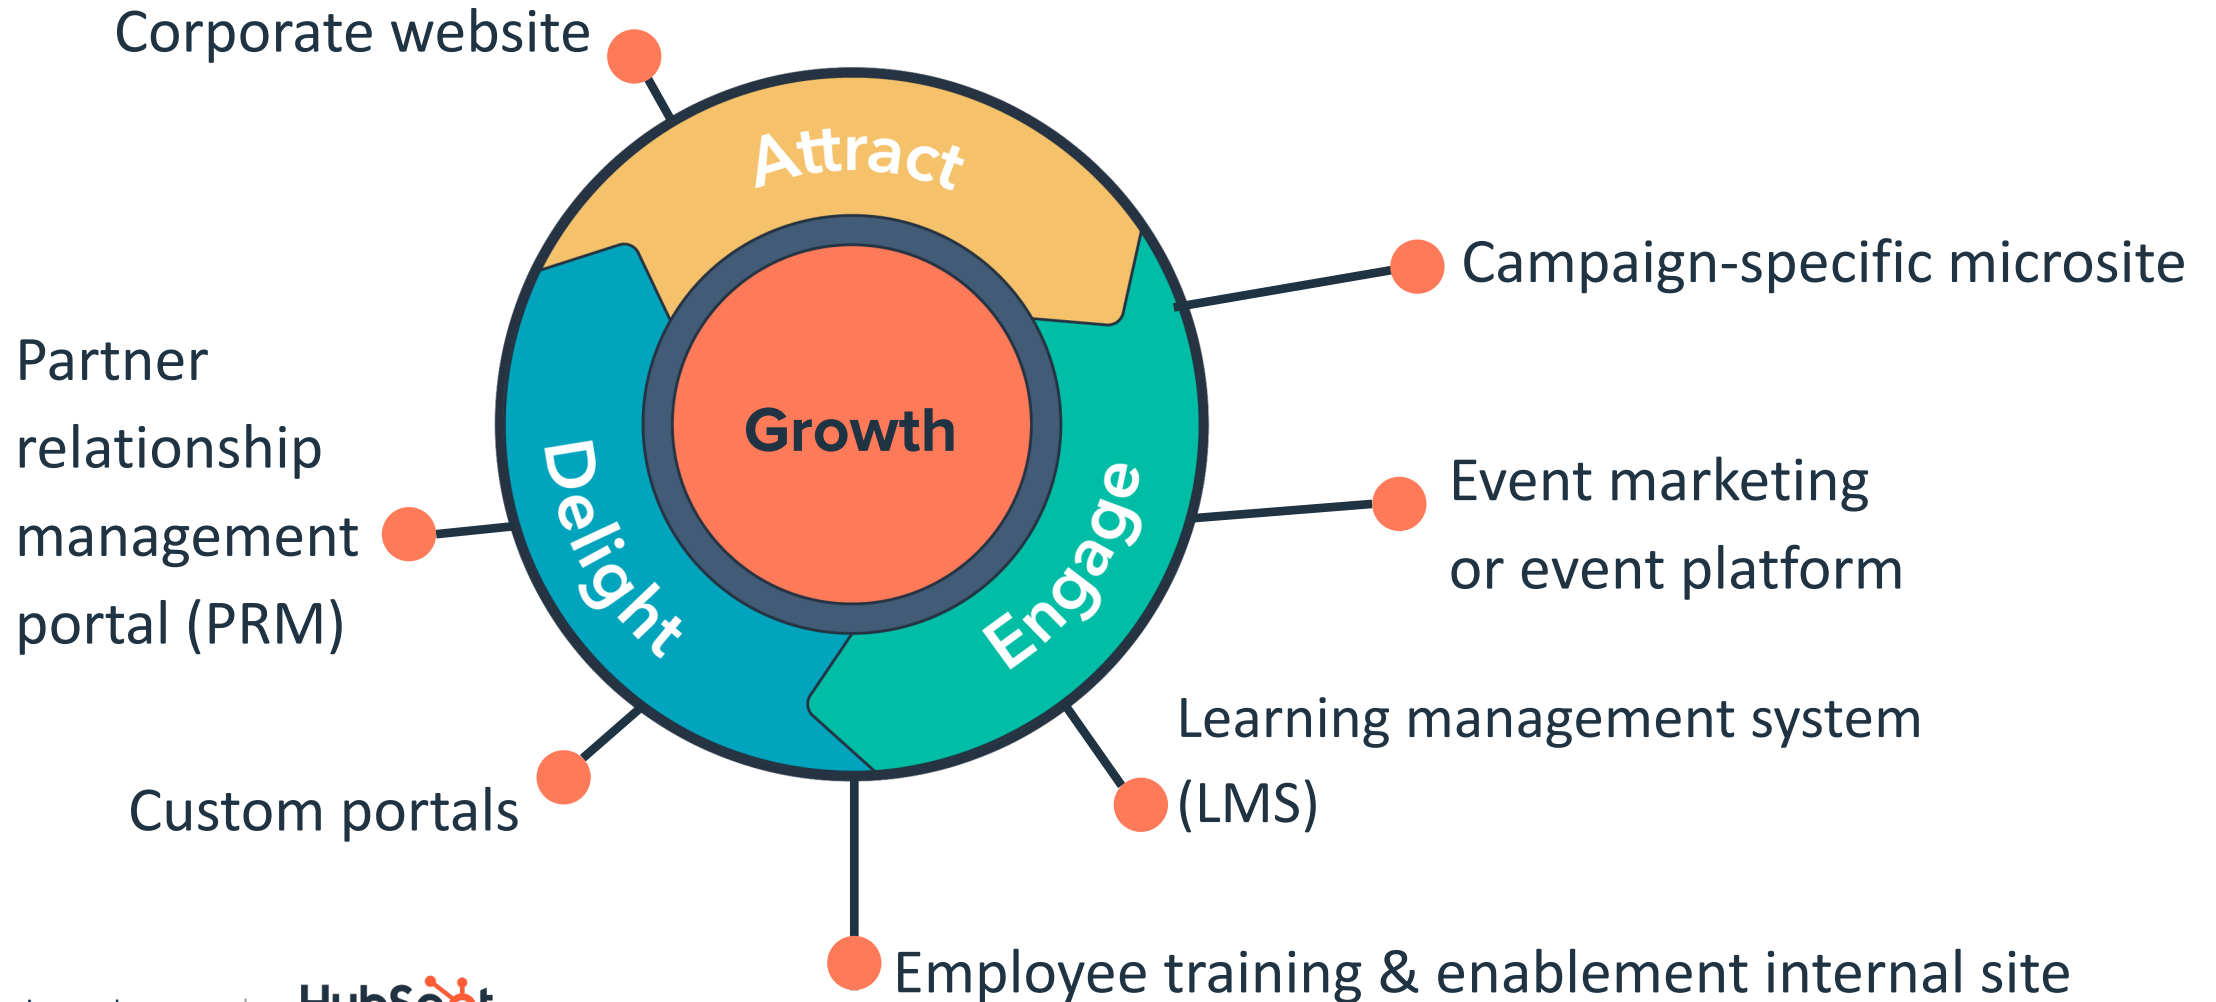 Corporate website
Attract
Campaign-specific microsite
Partner
relationship
management
portal (PRM)
Growth
Delight
Engage
Event marketing
or event platform
Learning management system
(LMS)
Custom portals
Employee training & enablement internal site
HubSpot